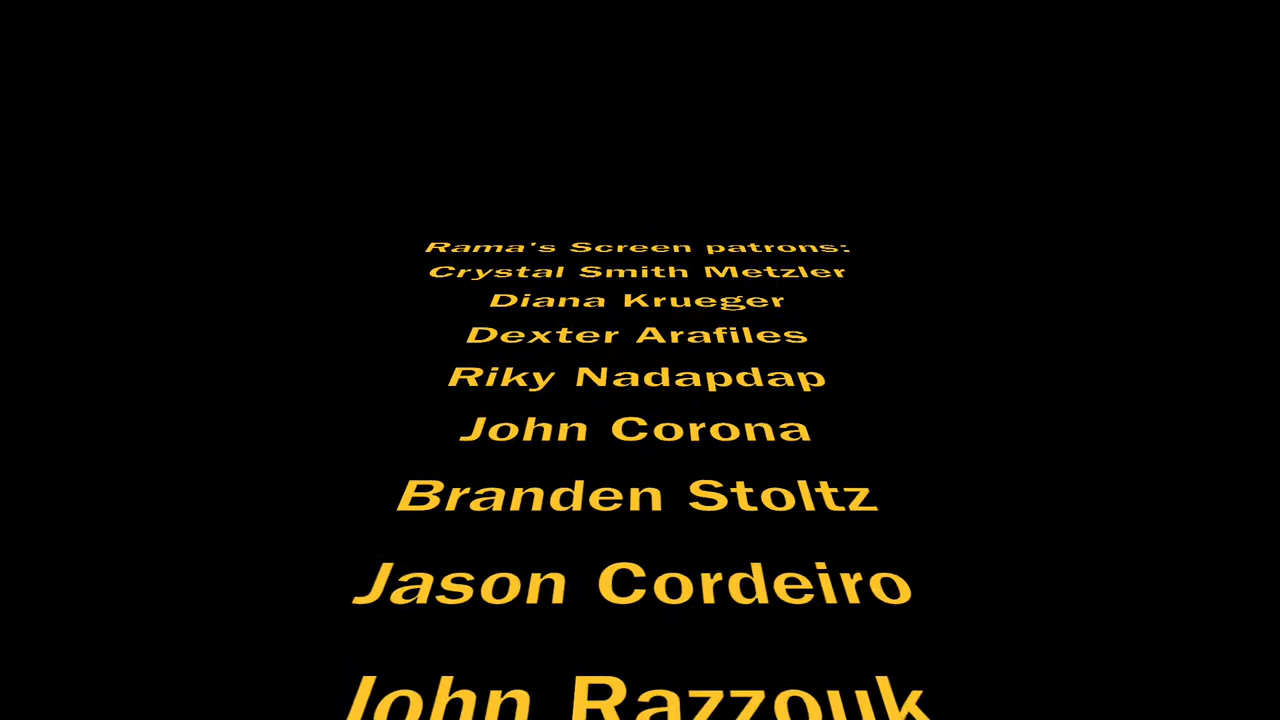 Rama's Screen patrons:
Crystal Smith Metzler
Diana Krueger
Dexter Arafiles
Riky Nadapdap
John Corona
Branden Stoltz
Jason Cordeiro
John Razzouk